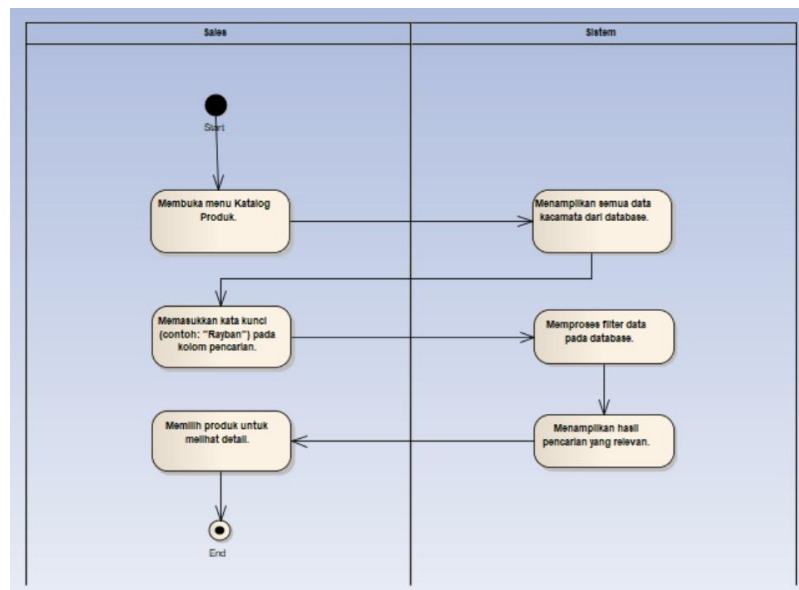 Sales
Sistem
Start
Membuka menu Katalog
Produk.
Menampilkan semua data
kacamata dari database.
Memasukkan kata kunci
(contoh: "Rayban") pada
kolom pencarian.
Memproses filter data
pada database.
Memilih produk untuk
melihat detail.
Menampilkan hasil
pencarian yang relevan.
End